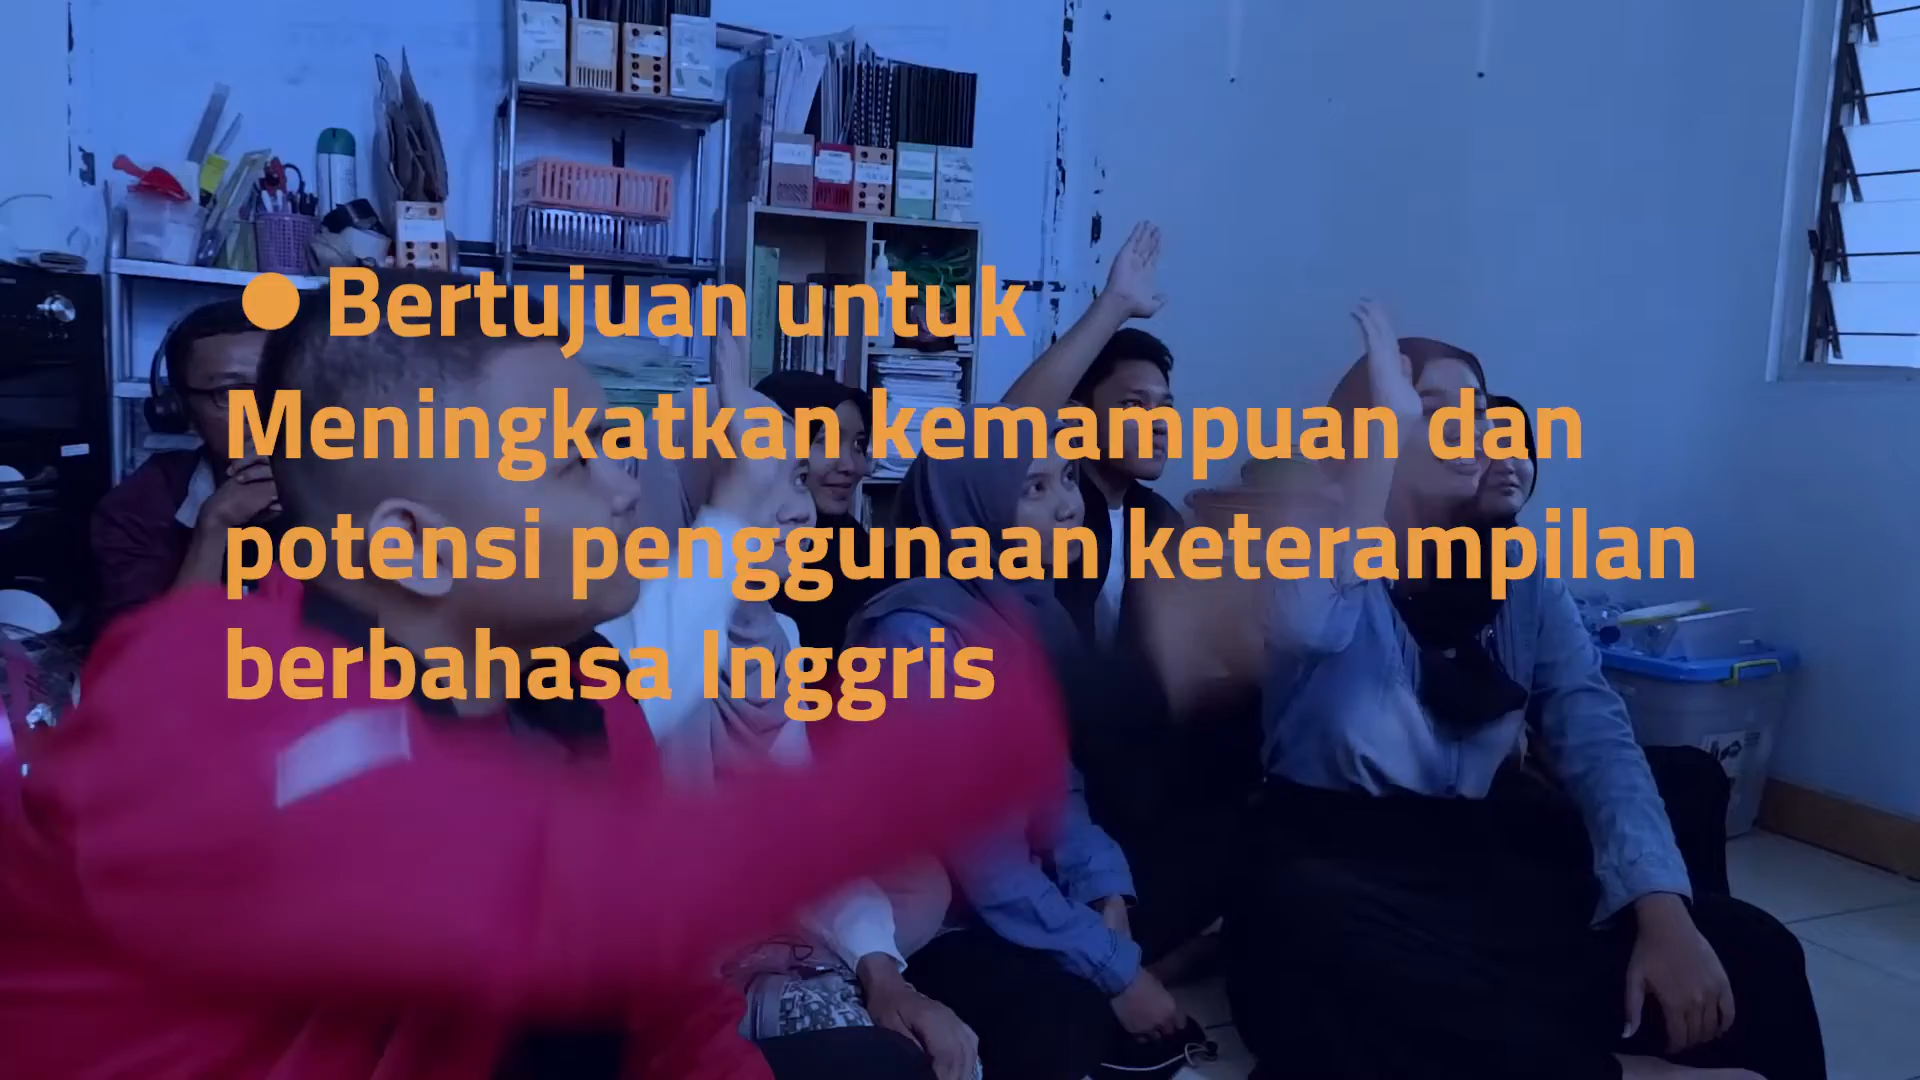 ● Bertujuan untuk
Meningkatkan kemampuan dan
potensi penggunaan keterampilan
berbahasa Inggris